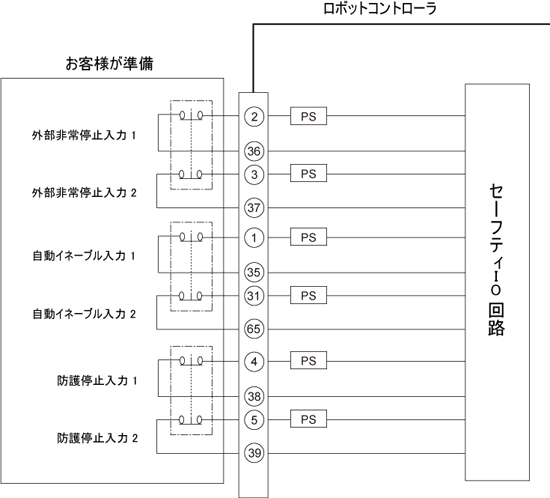 ロボットコントローラ
お客様が準備
外部非常停止入力 1
2
PS
36
外部非常停止入力 2
3
PS
37
自動イネーブル入力 1
1
PS
35
自動イネーブル入力 2
31
PS
65
防護停止入力 1
4
PS
38
防護停止入力 2
5
PS
39
セーフティIO回路